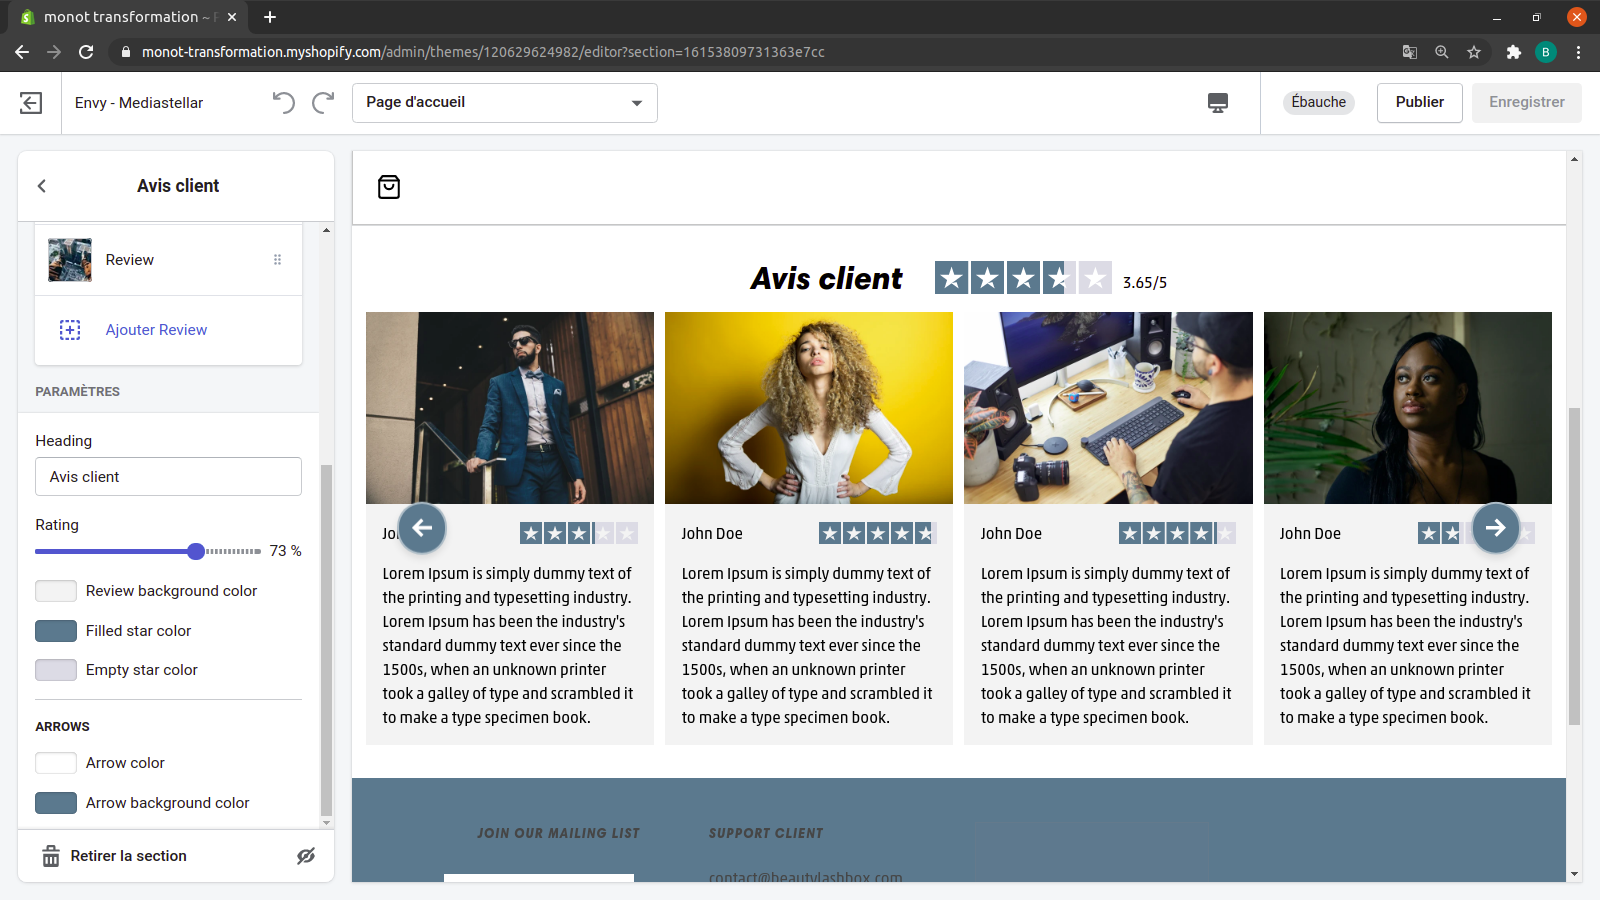 monot transformation ~ 
monot-transformation.myshopify.com/admin/themes/120629624982/editor?section=16153809731363e7cc
B
Envy - Mediastellar
Page d'accueil
Ébauche
Publier
Enregistrer
Avis client
Review
Ajouter Review
PARAMÈTRES
Heading
Avis client
Rating
73 %
Review background color
Filled star color
Empty star color
ARROWS
Arrow color
Arrow background color
Retirer la section
Avis client
3.65/5
Jo
Lorem Ipsum is simply dummy text of
the printing and typesetting industry.
Lorem Ipsum has been the industry's
standard dummy text ever since the
1500s, when an unknown printer
took a galley of type and scrambled it
to make a type specimen book.
John Doe
Lorem Ipsum is simply dummy text of
the printing and typesetting industry.
Lorem Ipsum has been the industry's
standard dummy text ever since the
1500s, when an unknown printer
took a galley of type and scrambled it
to make a type specimen book.
John Doe
Lorem Ipsum is simply dummy text of
the printing and typesetting industry.
Lorem Ipsum has been the industry's
standard dummy text ever since the
1500s, when an unknown printer
took a galley of type and scrambled it
to make a type specimen book.
John Doe
Lorem Ipsum is simply dummy text of
the printing and typesetting industry.
Lorem Ipsum has been the industry's
standard dummy text ever since the
1500s, when an unknown printer
took a galley of type and scrambled it
to make a type specimen book.
JOIN OUR MAILING LIST
SUPPORT CLIENT
contact@beautylashbox.com